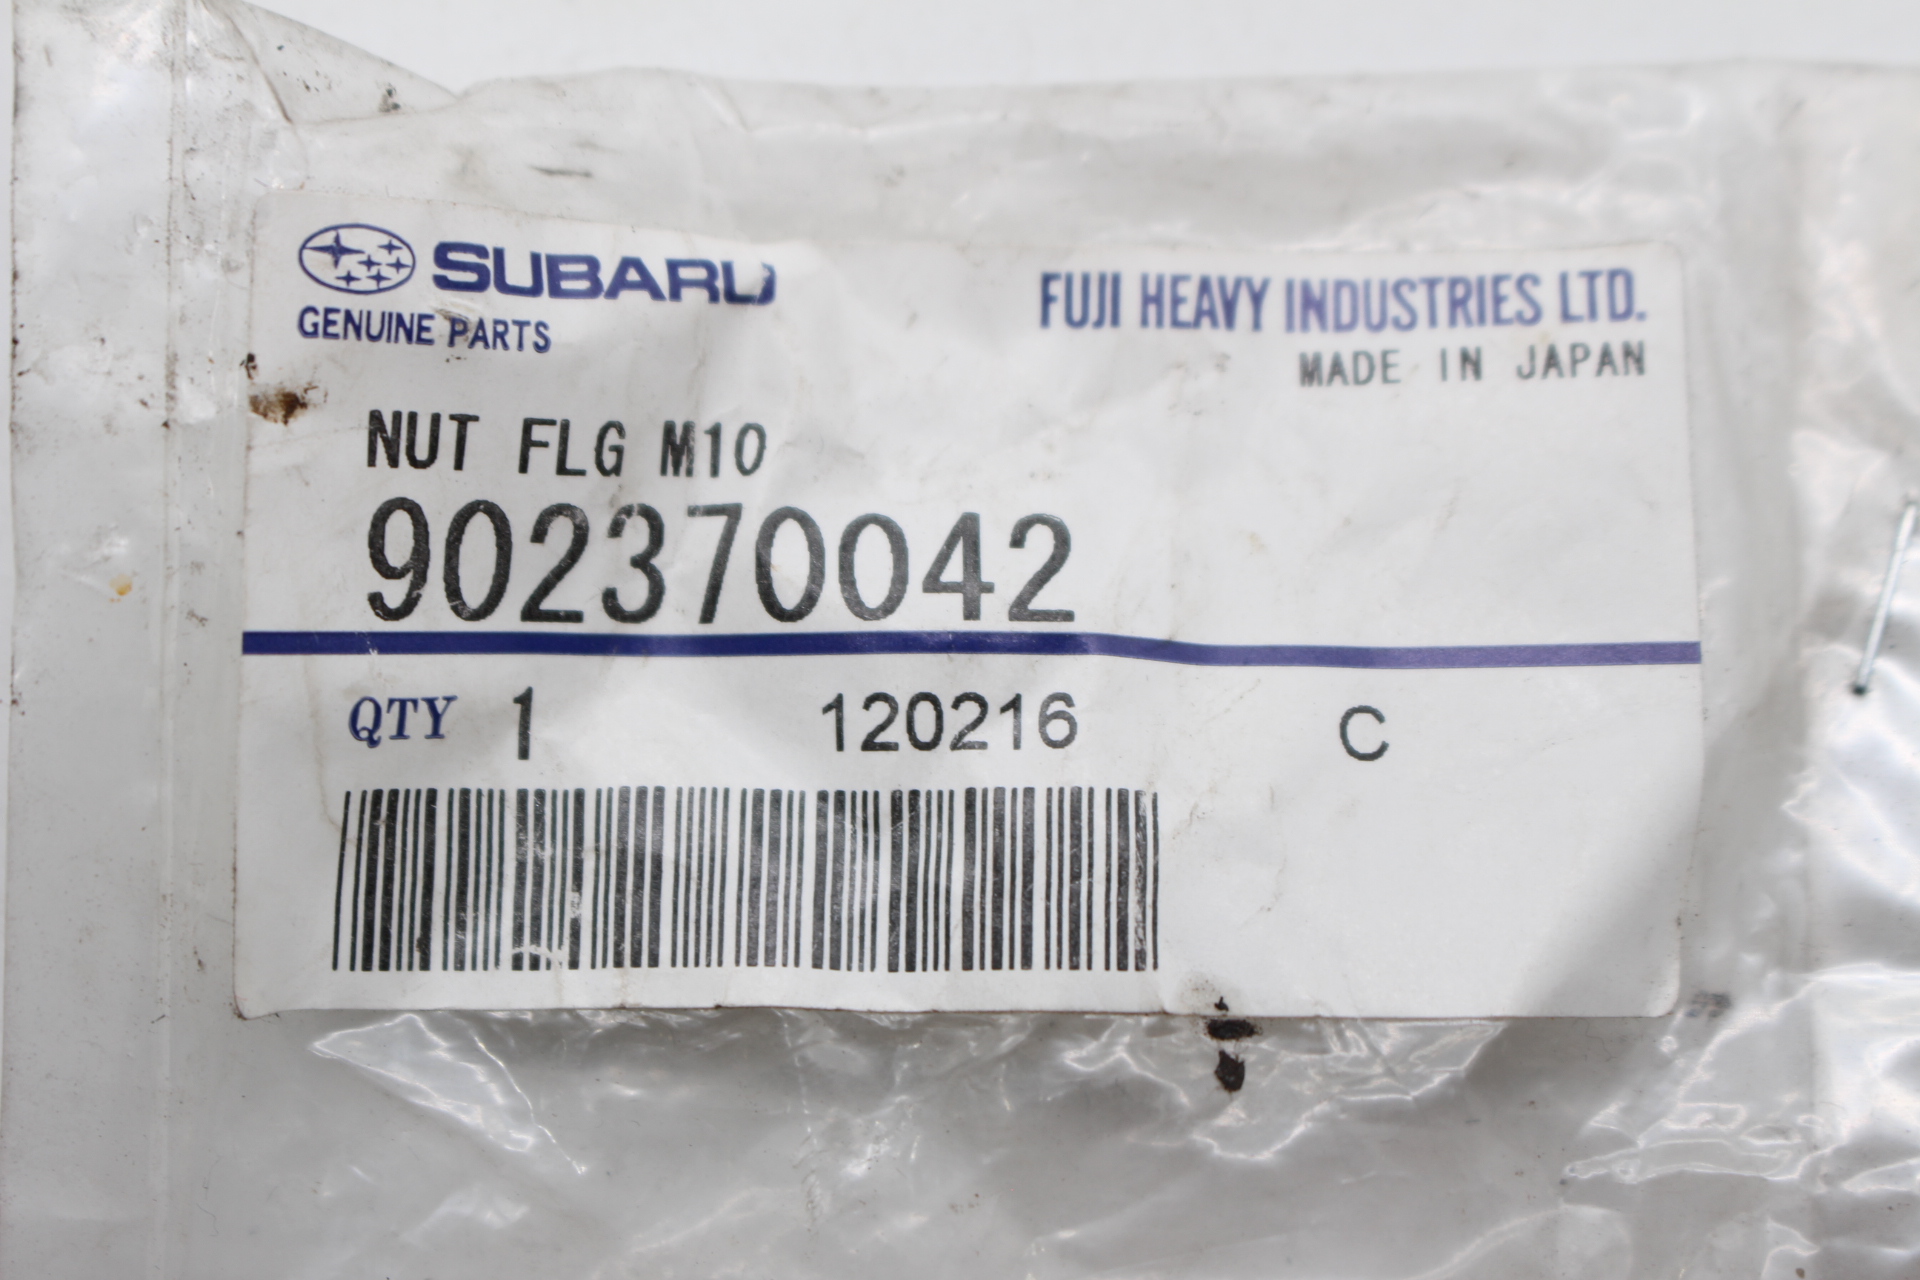 SUBARU
GENUINE PARTS
FUJI HEAVY INDUSTRIES LTD.
MADE IN JAPAN
NUT FLG M10
902370042
QTY 1 120216 C